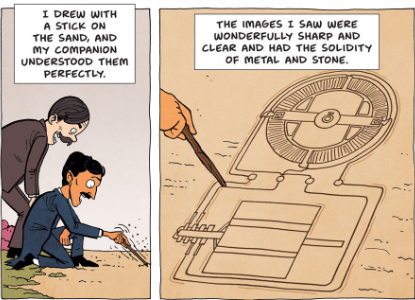 I DREW WITH
A STICK ON
THE SAND, AND
MY COMPANION
UNDERSTOOD THEM
PERFECTLY.
THE IMAGES I SAW WERE
WONDERFULLY SHARP AND
CLEAR AND HAD THE SOLIDITY
OF METAL AND STONE.